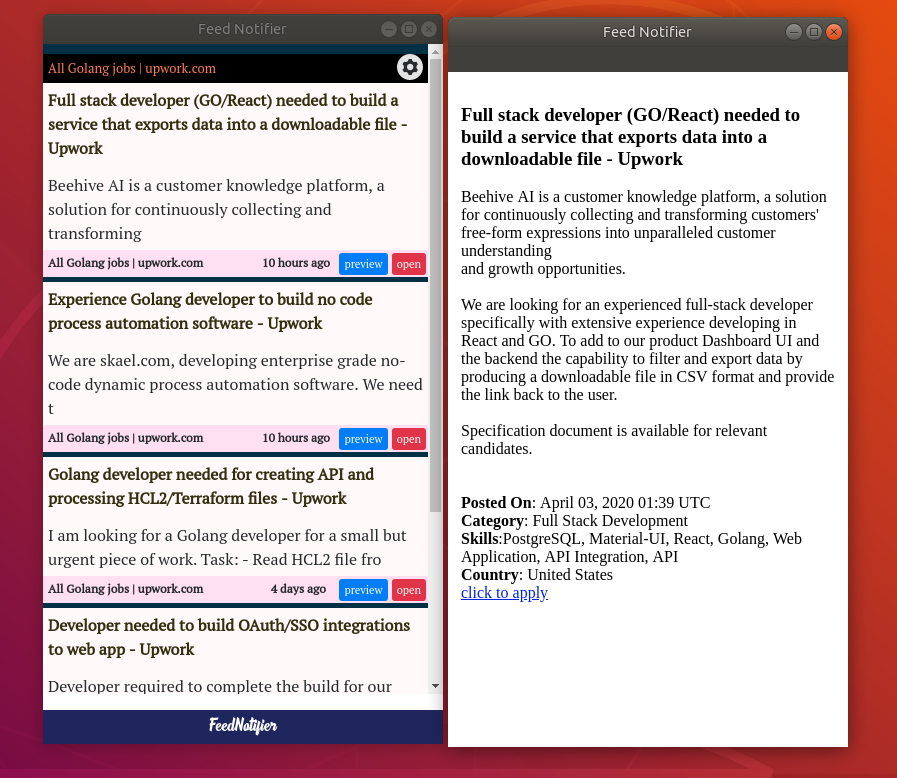 Feed Notifier
All Golang jobs | upwork.com
Full stack developer (GO/React) needed to build a
service that exports data into a downloadable file -
Upwork
Beehive AI is a customer knowledge platform, a
solution for continuously collecting and
transforming
All Golang jobs | upwork.com 10 hours ago preview open
Experience Golang developer to build no code
process automation software - Upwork
We are skael.com, developing enterprise grade no-
code dynamic process automation software. We need
t
All Golang jobs | upwork.com 10 hours ago preview open
Golang developer needed for creating API and
processing HCL2/Terraform files - Upwork
I am looking for a Golang developer for a small but
urgent piece of work. Task: - Read HCL2 file fro
All Golang jobs | upwork.com 4 days ago preview open
Developer needed to build OAuth/SSO integrations
to web app - Upwork
Developer required to complete the build for our
FeedNotifier
Feed Notifier
Full stack developer (GO/React) needed to
build a service that exports data into a
downloadable file - Upwork
Beehive AI is a customer knowledge platform, a solution
for continuously collecting and transforming customers'
free-form expressions into unparalleled customer
understanding
and growth opportunities.
We are looking for an experienced full-stack developer
specifically with extensive experience developing in
React and GO. To add to our product Dashboard UI and
the backend the capability to filter and export data by
producing a downloadable file in CSV format and provide
the link back to the user.
Specification document is available for relevant
candidates.
Posted On: April 03, 2020 01:39 UTC
Category: Full Stack Development
Skills:PostgreSQL, Material-UI, React, Golang, Web
Application, API Integration, API
Country: United States
click to apply